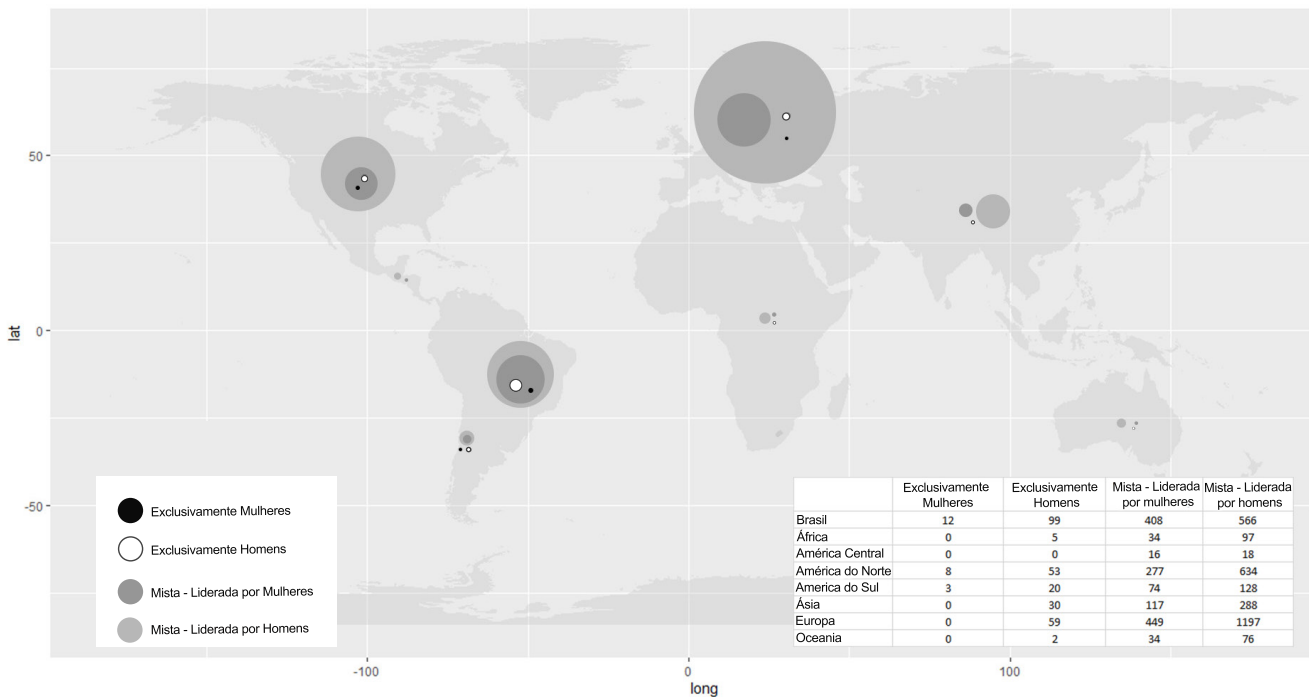 50
0
-50
lat
-100
0
100
long
Exclusivamente Mulheres
Exclusivamente Homens
Mista - Liderada por Mulheres
Mista - Liderada por Homens
Exclusivamente Exclusivamente Mista - Liderada Mista - Liderada
Mulheres Homens por mulheres por homens
Brasil 12 99 408 566
África 0 5 34 97
América Central 0 0 16 18
América do Norte 8 53 277 634
America do Sul 3 20 74 128
Ásia 0 30 117 288
Europa 0 59 449 1197
Oceania 0 2 34 76